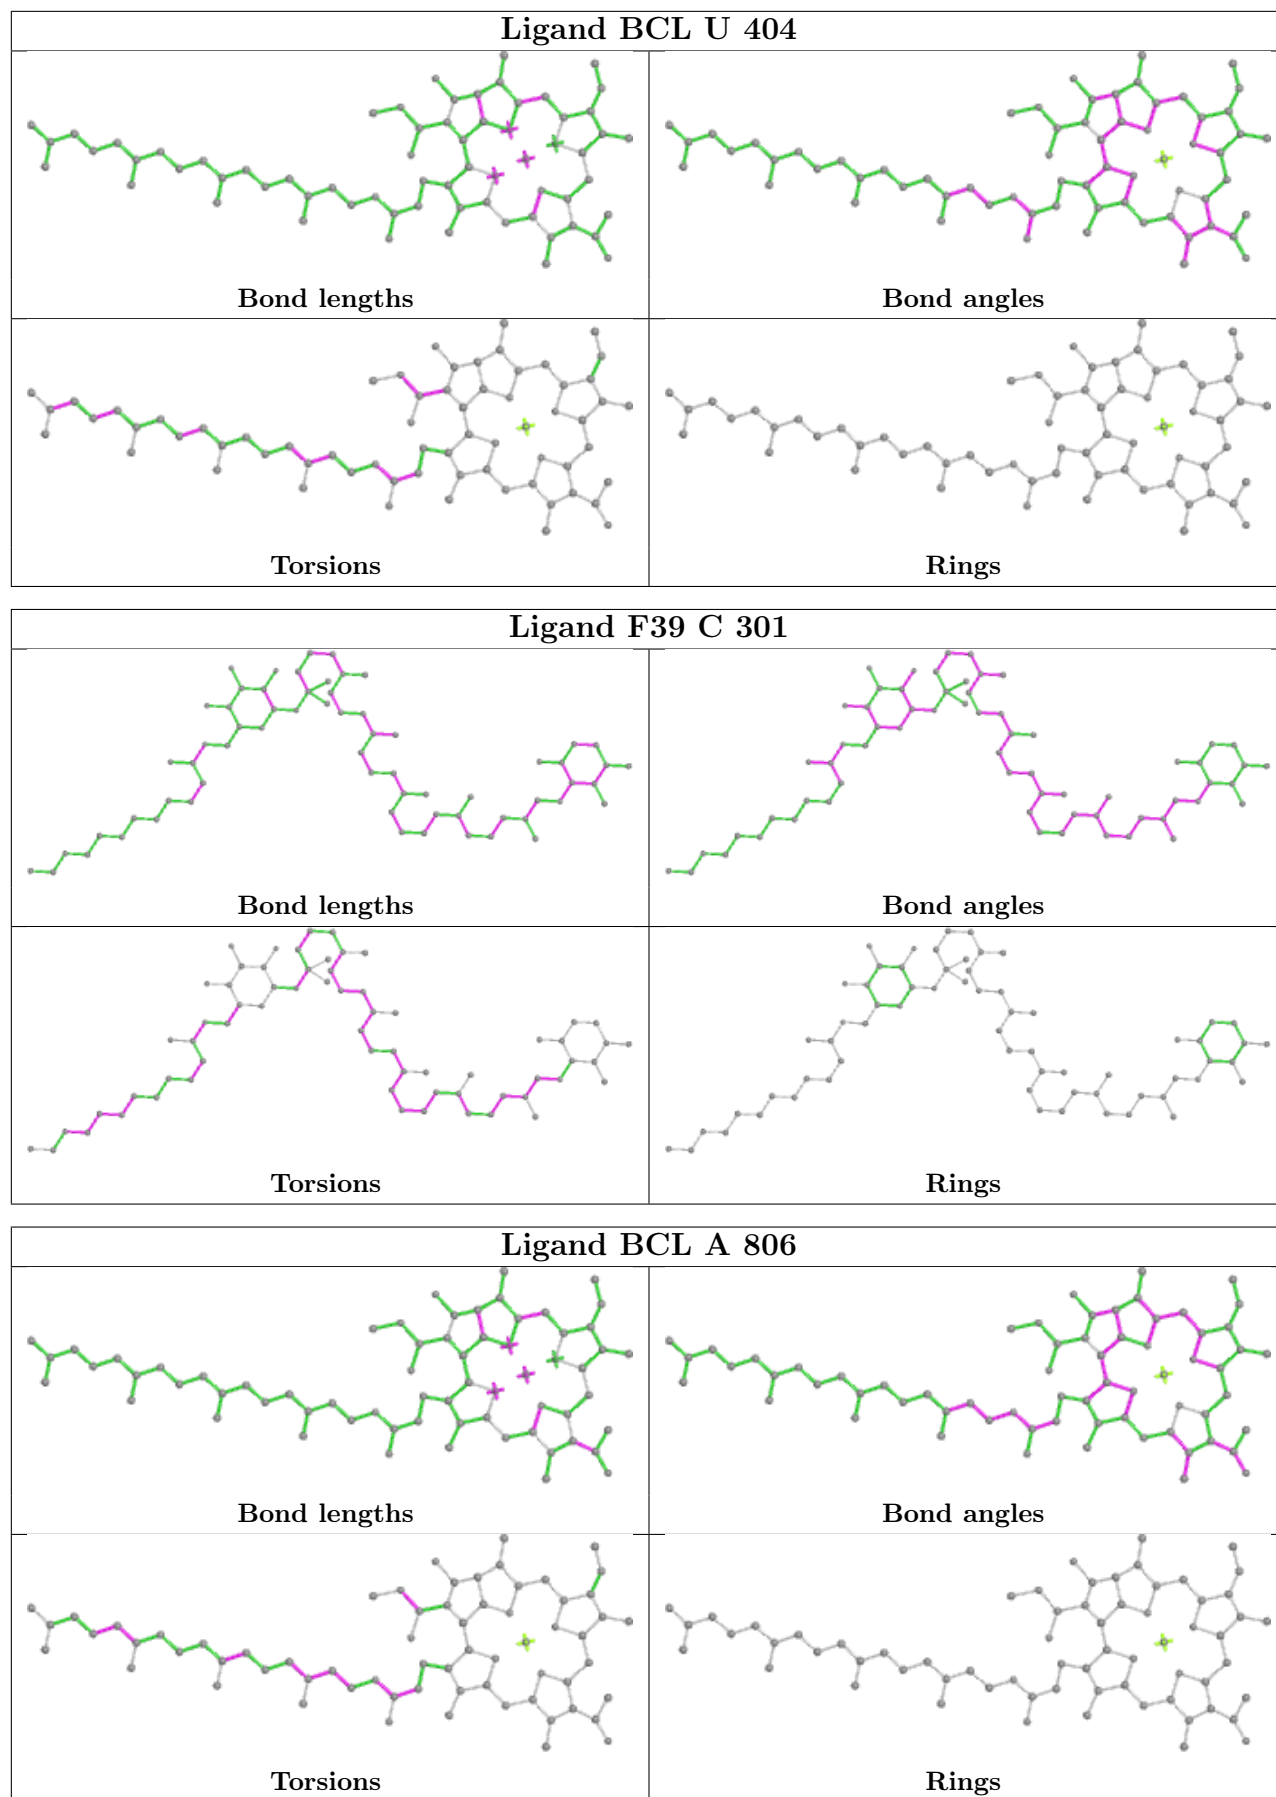 Ligand BCL U 404
Bond lengths
Bond angles
Torsions
Rings
Ligand F39 C 301
Bond lengths
Bond angles
Torsions
Rings
Ligand BCL A 806
Bond lengths
Bond angles
Torsions
Rings